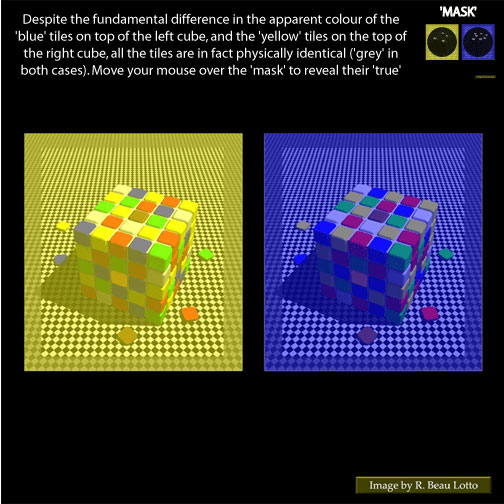 Despite the fundamental difference in the apparent colour of the
'blue' tiles on top of the left cube, and the 'yellow' tiles on the top of
the right cube, all the tiles are in fact physically identical ('grey' in
both cases). Move your mouse over the 'mask' to reveal their 'true'
'MASK'
Image by R. Beau Lotto